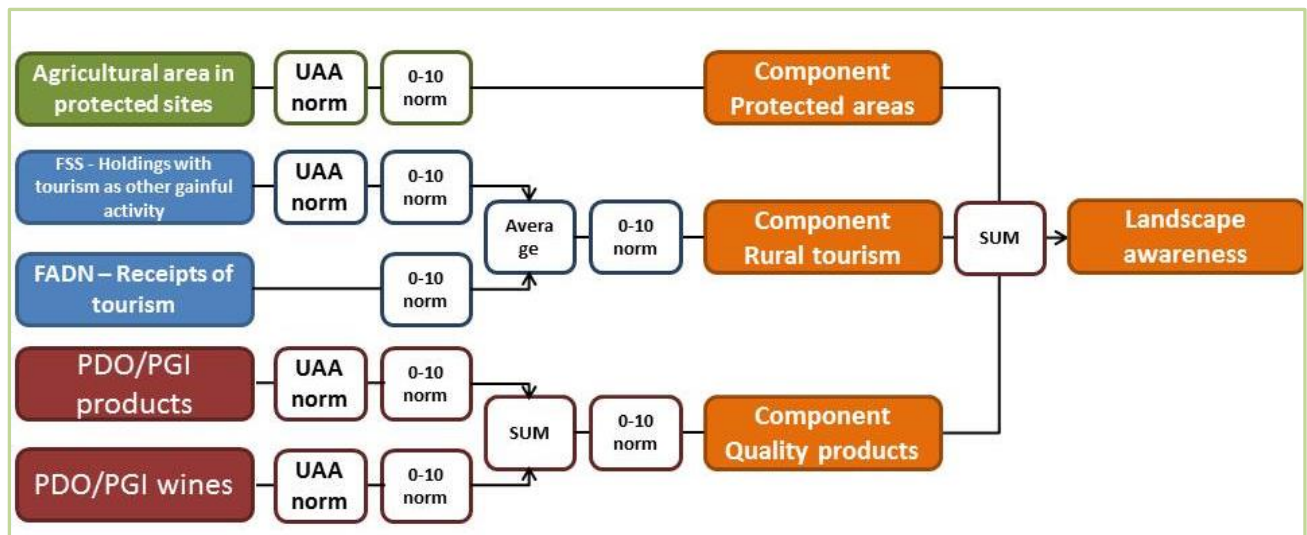 Agricultural area in
protected sites
UAA
norm
0-10
norm
Component
Protected areas
FSS - Holdings with
tourism as other gainful
activity
UAA
norm
0-10
norm
FADN – Receipts of
tourism
0-10
norm
Avera
ge
0-10
norm
Component
Rural tourism
SUM
Landscape
awareness
PDO/PGI
products
UAA
norm
0-10
norm
PDO/PGI wines
UAA
norm
0-10
norm
SUM
0-10
norm
Component
Quality products